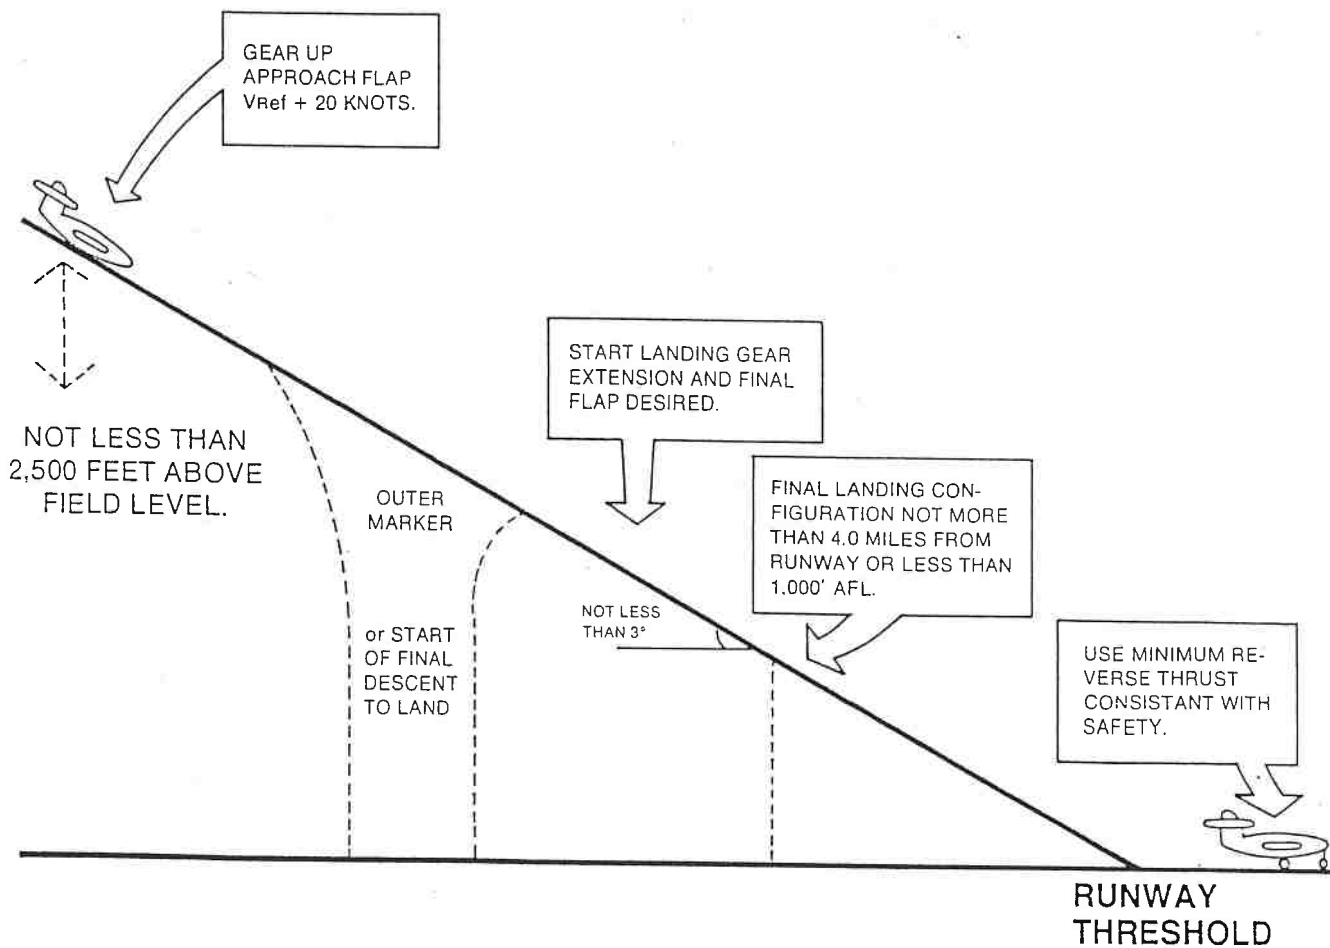 GEAR UP
APPROACH FLAP
VRef + 20 KNOTS.
NOT LESS THAN
2,500 FEET ABOVE
FIELD LEVEL.
OUTER
MARKER
or START
OF FINAL
DESCENT
TO LAND
START LANDING GEAR
EXTENSION AND FINAL
FLAP DESIRED.
NOT LESS
THAN 3°
FINAL LANDING CON-
FIGURATION NOT MORE
THAN 4.0 MILES FROM
RUNWAY OR LESS THAN
1,000' AFL.
USE MINIMUM RE-
VERSE THRUST
CONSISTANT WITH
SAFETY.
RUNWAY
THRESHOLD